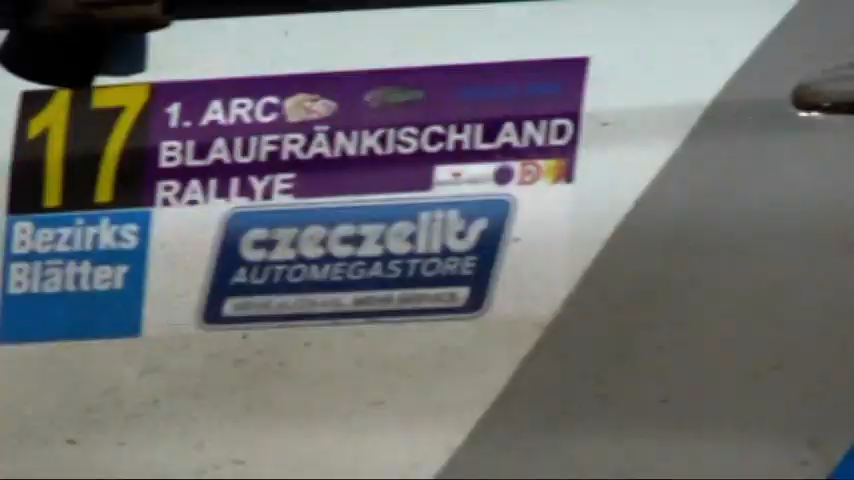 17
1. ARC
BLAUFRÄNKISCHLAND
RALLYE
Bezirks
Blätter
czeczelits
AUTOMEGASTORE